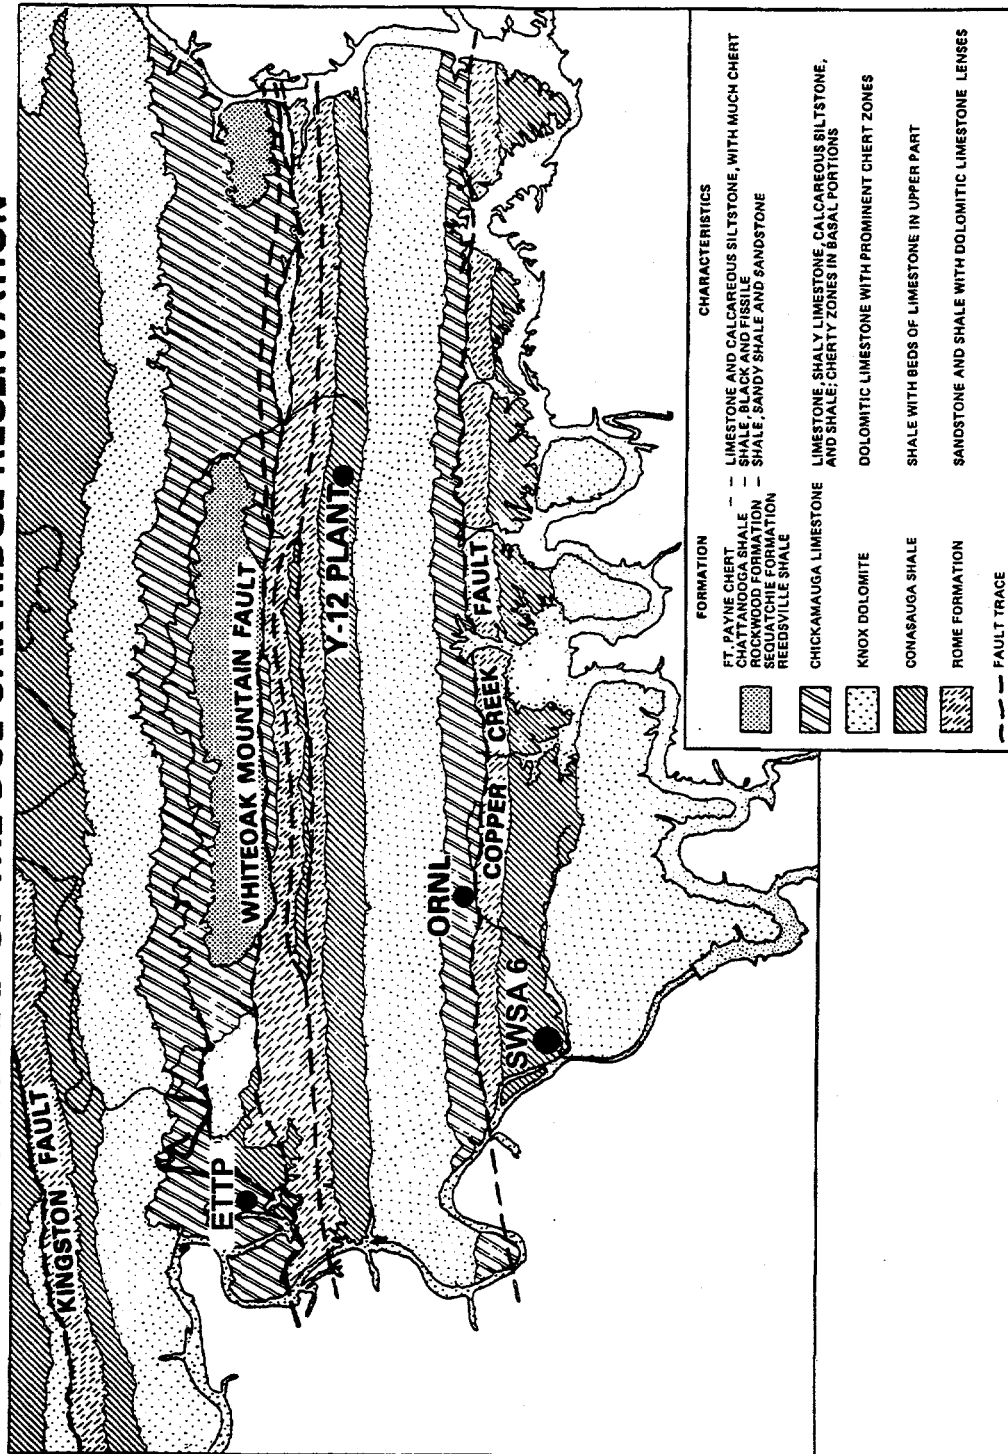 KINGSTON FAULT
ETTP
WHITEOAK MOUNTAIN FAULT
Y-12 PLANT
ORNL
COPPER CREEK FAULT
SWSA 6
FORMATION
CHARACTERISTICS
FT. PAYNE CHERT – – LIMESTONE AND CALCAREOUS SILTSTONE, WITH MUCH CHERT
CHATTANOOGA SHALE – SHALE, BLACK AND FISSILE
ROCKWOOD FORMATION – SHALE, SANDY SHALE AND SANDSTONE
SEQUATCHIE FORMATION
REEDSVILLE SHALE
CHICKAMAUGA LIMESTONE LIMESTONE, SHALY LIMESTONE, CALCAREOUS SILTSTONE,
AND SHALE; CHERTY ZONES IN BASAL PORTIONS
KNOX DOLOMITE DOLOMITIC LIMESTONE WITH PROMINENT CHERT ZONES
CONASAUGA SHALE SHALE WITH BEDS OF LIMESTONE IN UPPER PART
ROME FORMATION SANDSTONE AND SHALE WITH DOLOMITIC LIMESTONE LENSES
FAULT TRACE